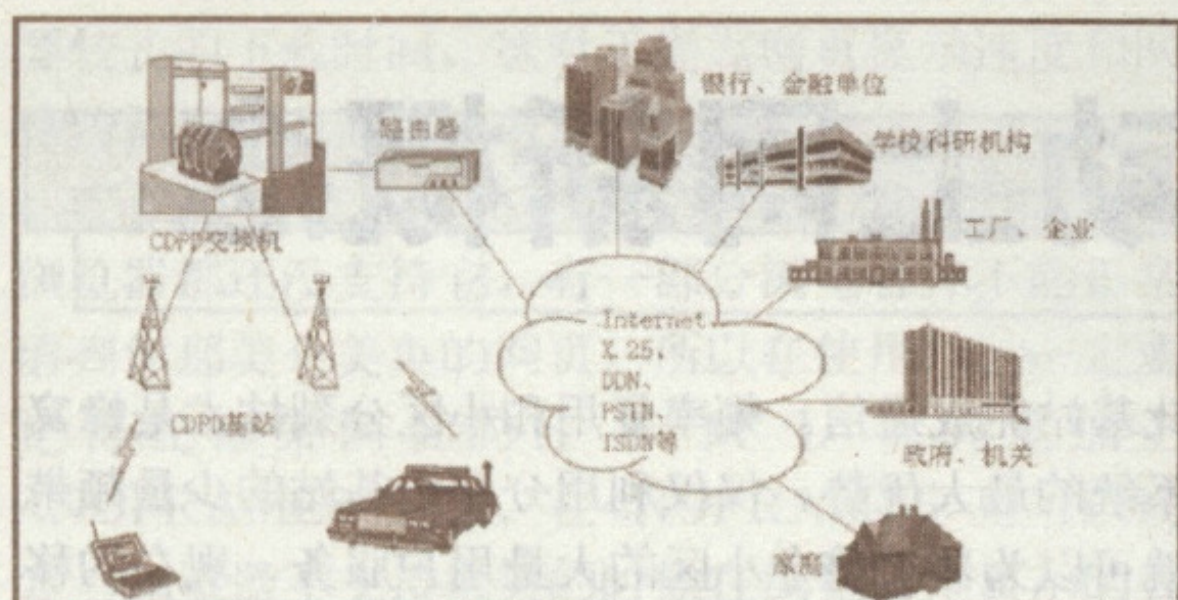 银行、金融单位
路由器
学校科研机构
工厂、企业
CDPD交换机
Internet
X.25、
DDN、
PSTN、
ISDN等
CDPD基站
政府、机关
家庭